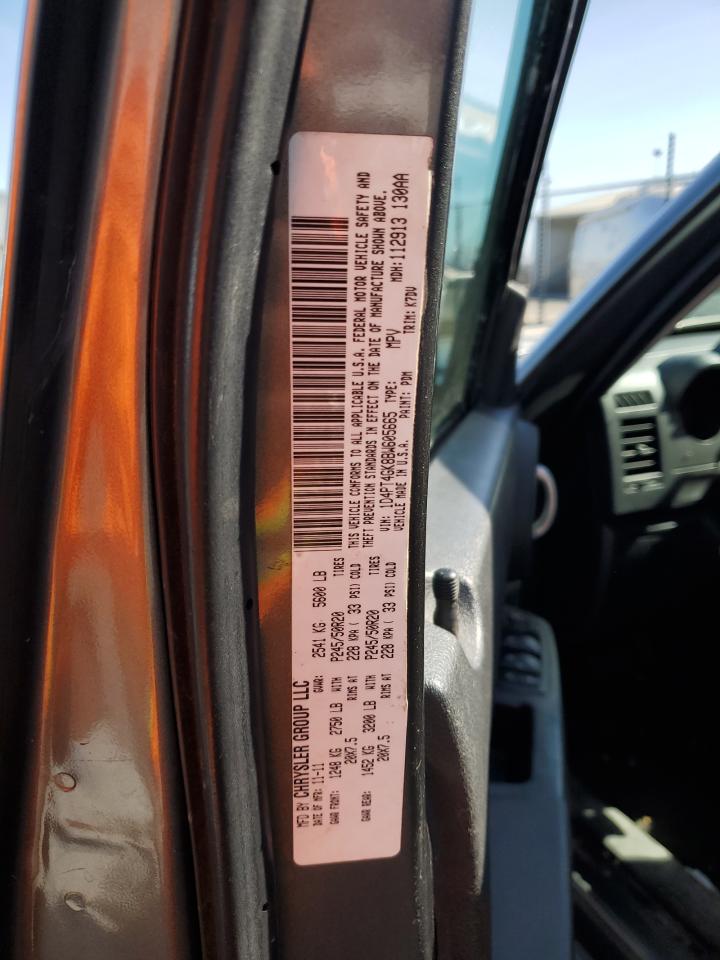 MFD BY CHRYSLER GROUP LLC
DATE OF MFR: 11-11 GVWR: 2541 KG 5600 LB
GAWR FRONT: 1248 KG 2750 LB WITH P245/50R20 TIRES
20X7.5 RIMS AT 228 KPA ( 33 PSI) COLD
GAWR REAR: 1452 KG 3200 LB WITH P245/50R20 TIRES
20X7.5 RIMS AT 228 KPA ( 33 PSI) COLD
THIS VEHICLE CONFORMS TO ALL APPLICABLE U.S.A. FEDERAL MOTOR VEHICLE SAFETY AND
THEFT PREVENTION STANDARDS IN EFFECT ON THE DATE OF MANUFACTURE SHOWN ABOVE.
VIN: 1D4PT4GK8BW605665 TYPE: MPV MDH: 112913 130AA
VEHICLE MADE IN U.S.A. PAINT: PDM TRIM: K7DV